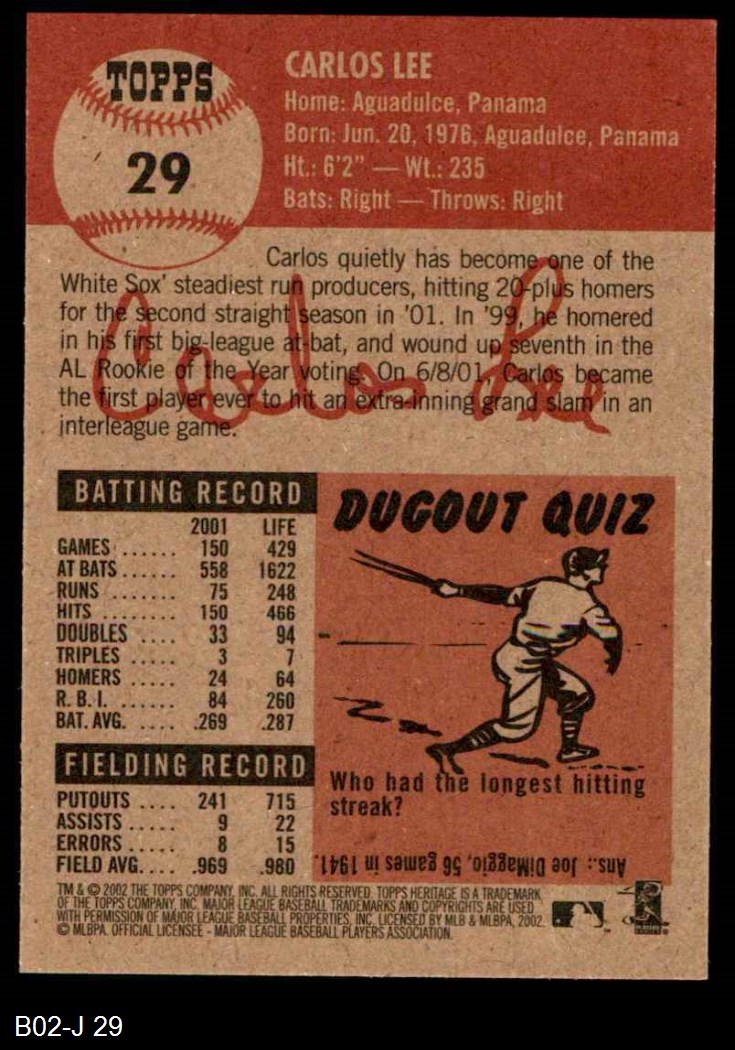 TOPPS
29
CARLOS LEE
Home: Aguadulce, Panama
Born: Jun. 20, 1976, Aguadulce, Panama
Ht.: 6'2" — Wt.: 235
Bats: Right — Throws: Right
Carlos quietly has become one of the
White Sox' steadiest run producers, hitting 20-plus homers
for the second straight season in '01. In '99, he homered
in his first big-league at-bat, and wound up seventh in the
AL Rookie of the Year voting. On 6/8/01, Carlos became
the first player ever to hit an extra-inning grand slam in an
interleague game.
Carlos Lee
BATTING RECORD
2001 LIFE
GAMES ...... 150 429
AT BATS ...... 558 1622
RUNS ...... 75 248
HITS ........ 150 466
DOUBLES .... 33 94
TRIPLES ..... 3 7
HOMERS ..... 24 64
R.B.I. ...... 84 260
BAT. AVG. .... .269 .287
FIELDING RECORD
PUTOUTS .... 241 715
ASSISTS ..... 9 22
ERRORS ..... 8 15
FIELD AVG. ... .969 .980
DUGOUT QUIZ
Who had the longest hitting
streak?
Ans.: Joe DiMaggio, 56 games in 1941.
TM & © 2002 THE TOPPS COMPANY, INC. ALL RIGHTS RESERVED. TOPPS HERITAGE IS A TRADEMARK
OF THE TOPPS COMPANY, INC. MAJOR LEAGUE BASEBALL TRADEMARKS AND COPYRIGHTS ARE USED
WITH PERMISSION OF MAJOR LEAGUE BASEBALL PROPERTIES, INC. LICENSED BY MLB & MLBPA, 2002.
© MLBPA. OFFICIAL LICENSEE - MAJOR LEAGUE BASEBALL PLAYERS ASSOCIATION.
B02-J 29